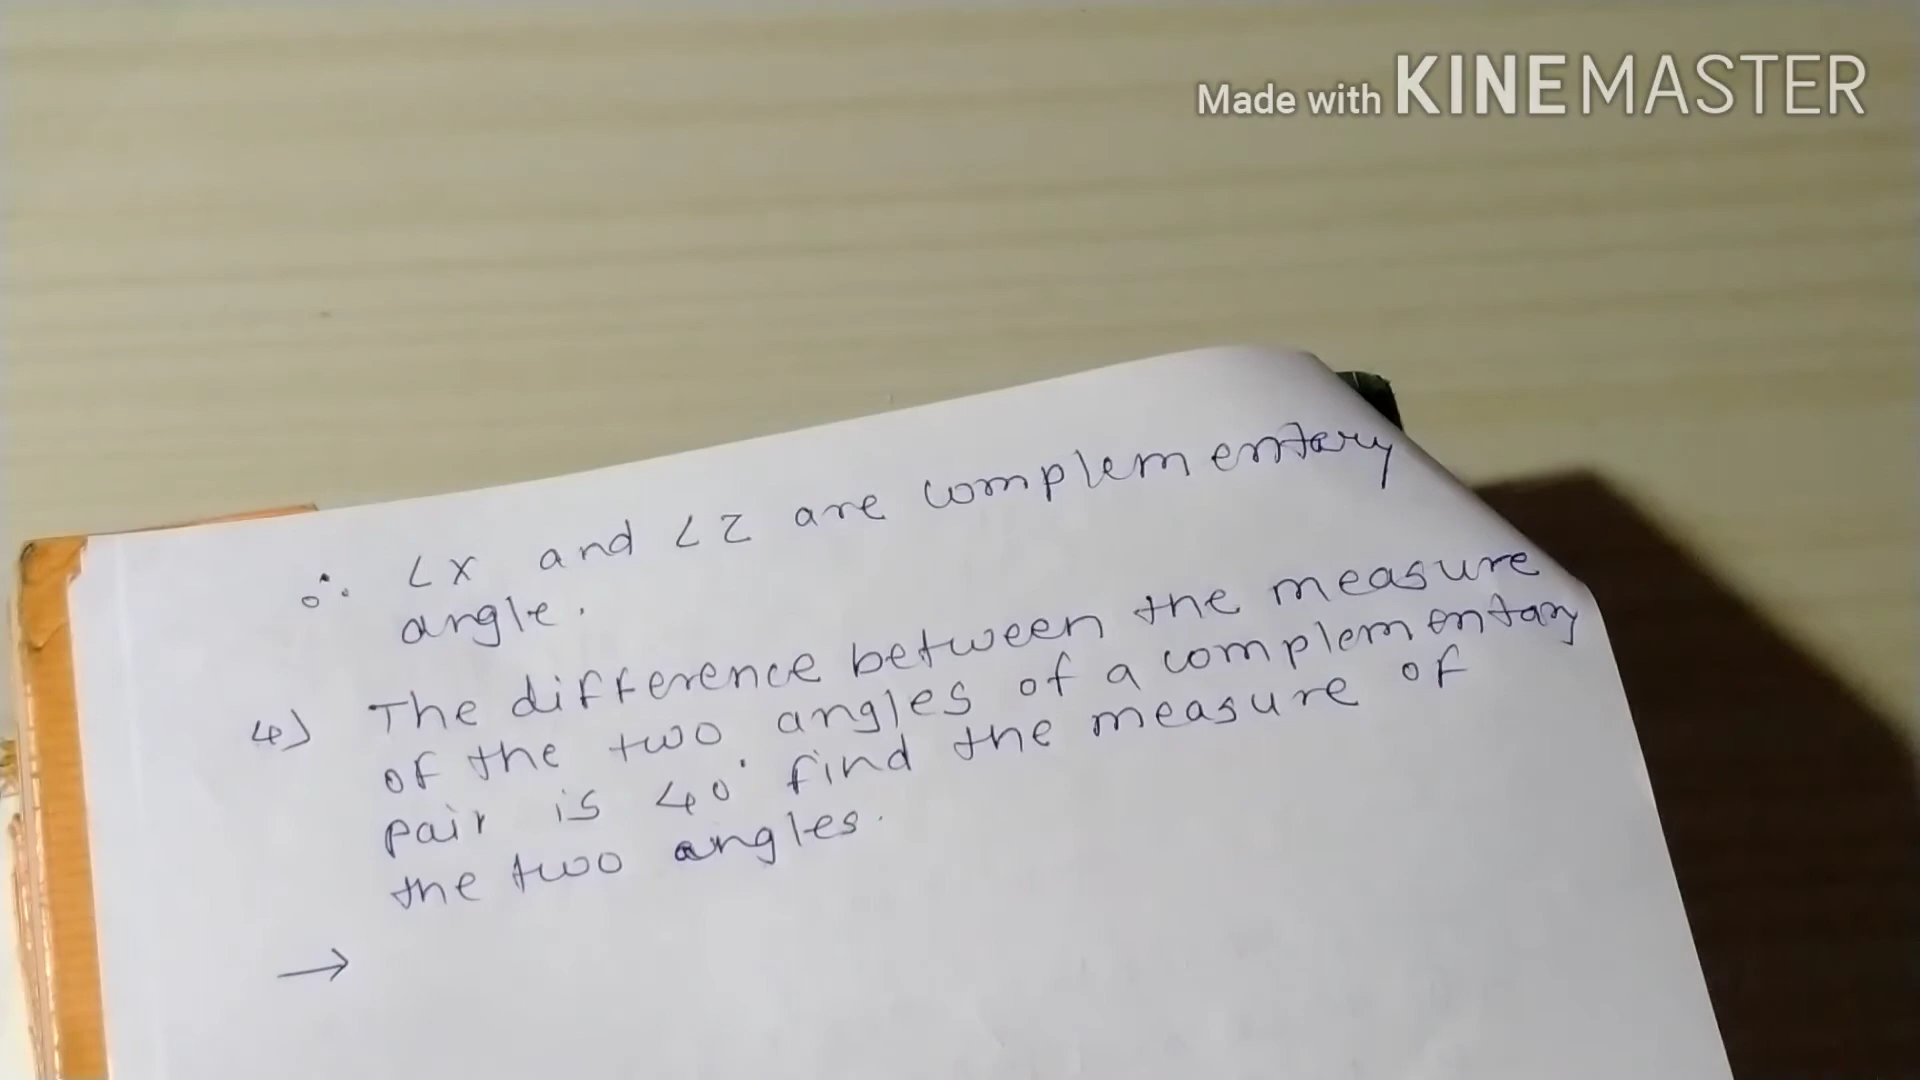 Made with KINEMASTER
∴ ∠X and ∠Z are complementary
angle.
4) The difference between the measure
of the two angles of a complementary
pair is 40° find the measure of
the two angles.
→